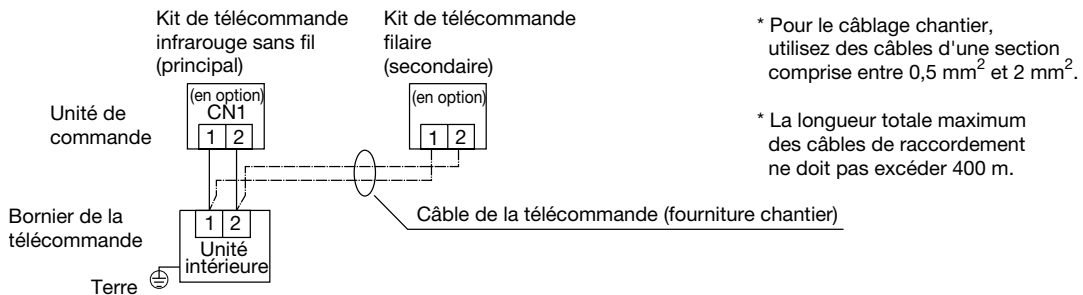 Kit de télécommande
infrarouge sans fil
(principal)
Kit de télécommande
filaire
(secondaire)
* Pour le câblage chantier,
utilisez des câbles d'une section
comprise entre 0,5 mm² et 2 mm².
* La longueur totale maximum
des câbles de raccordement
ne doit pas excéder 400 m.
Unité de
commande
(en option)
CN1
1 2
(en option)
1 2
Bornier de la
télécommande
1 2
Unité
intérieure
Terre
Câble de la télécommande (fourniture chantier)